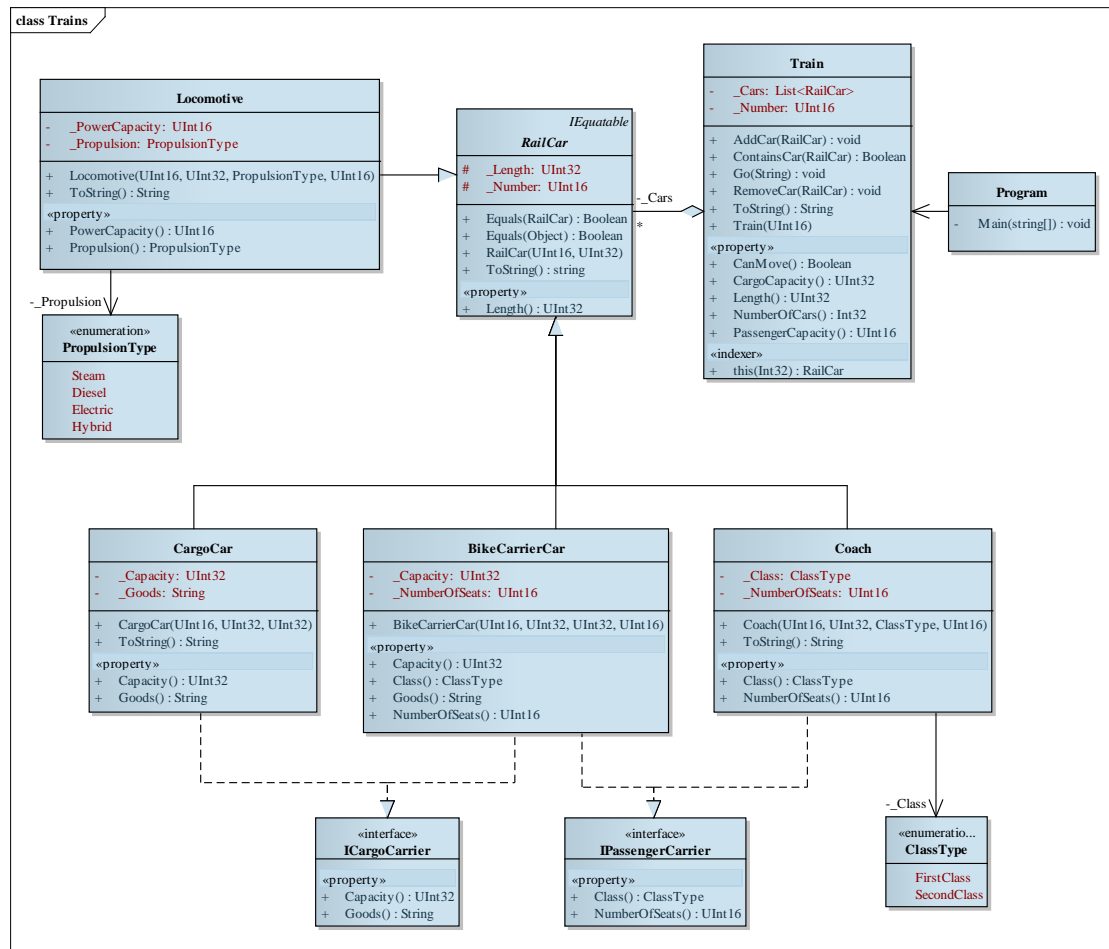 class Trains
Locomotive
- _PowerCapacity: UInt16
- _Propulsion: PropulsionType
+ Locomotive(UInt16, UInt32, PropulsionType, UInt16)
+ ToString() : String
«property»
+ PowerCapacity() : UInt16
+ Propulsion() : PropulsionType
-_Propulsion
«enumeration»
PropulsionType
Steam
Diesel
Electric
Hybrid
IEquatable
RailCar
# _Length: UInt32
# _Number: UInt16
+ Equals(RailCar) : Boolean
+ Equals(Object) : Boolean
+ RailCar(UInt16, UInt32)
+ ToString() : string
«property»
+ Length() : UInt32
-_Cars
*
Train
- _Cars: List<RailCar>
- _Number: UInt16
+ AddCar(RailCar) : void
+ ContainsCar(RailCar) : Boolean
+ Go(String) : void
+ RemoveCar(RailCar) : void
+ ToString() : String
+ Train(UInt16)
«property»
+ CanMove() : Boolean
+ CargoCapacity() : UInt32
+ Length() : UInt32
+ NumberOfCars() : Int32
+ PassengerCapacity() : UInt16
«indexer»
+ this(Int32) : RailCar
Program
- Main(string[]) : void
CargoCar
- _Capacity: UInt32
- _Goods: String
+ CargoCar(UInt16, UInt32, UInt32)
+ ToString() : String
«property»
+ Capacity() : UInt32
+ Goods() : String
BikeCarrierCar
- _Capacity: UInt32
- _NumberOfSeats: UInt16
+ BikeCarrierCar(UInt16, UInt32, UInt32, UInt16)
«property»
+ Capacity() : UInt32
+ Class() : ClassType
+ Goods() : String
+ NumberOfSeats() : UInt16
Coach
- _Class: ClassType
- _NumberOfSeats: UInt16
+ Coach(UInt16, UInt32, ClassType, UInt16)
+ ToString() : String
«property»
+ Class() : ClassType
+ NumberOfSeats() : UInt16
«interface»
ICargoCarrier
«property»
+ Capacity() : UInt32
+ Goods() : String
«interface»
IPassengerCarrier
«property»
+ Class() : ClassType
+ NumberOfSeats() : UInt16
-_Class
«enumeratio...
ClassType
FirstClass
SecondClass